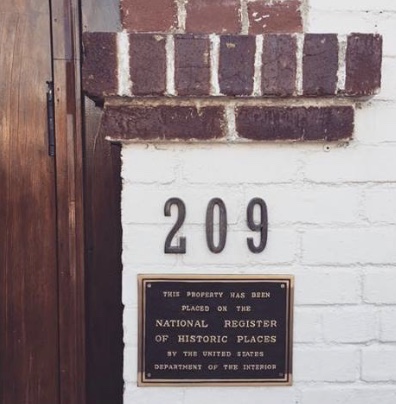 209
THIS PROPERTY HAS BEEN
PLACED ON THE
NATIONAL REGISTER
OF HISTORIC PLACES
BY THE UNITED STATES
DEPARTMENT OF THE INTERIOR